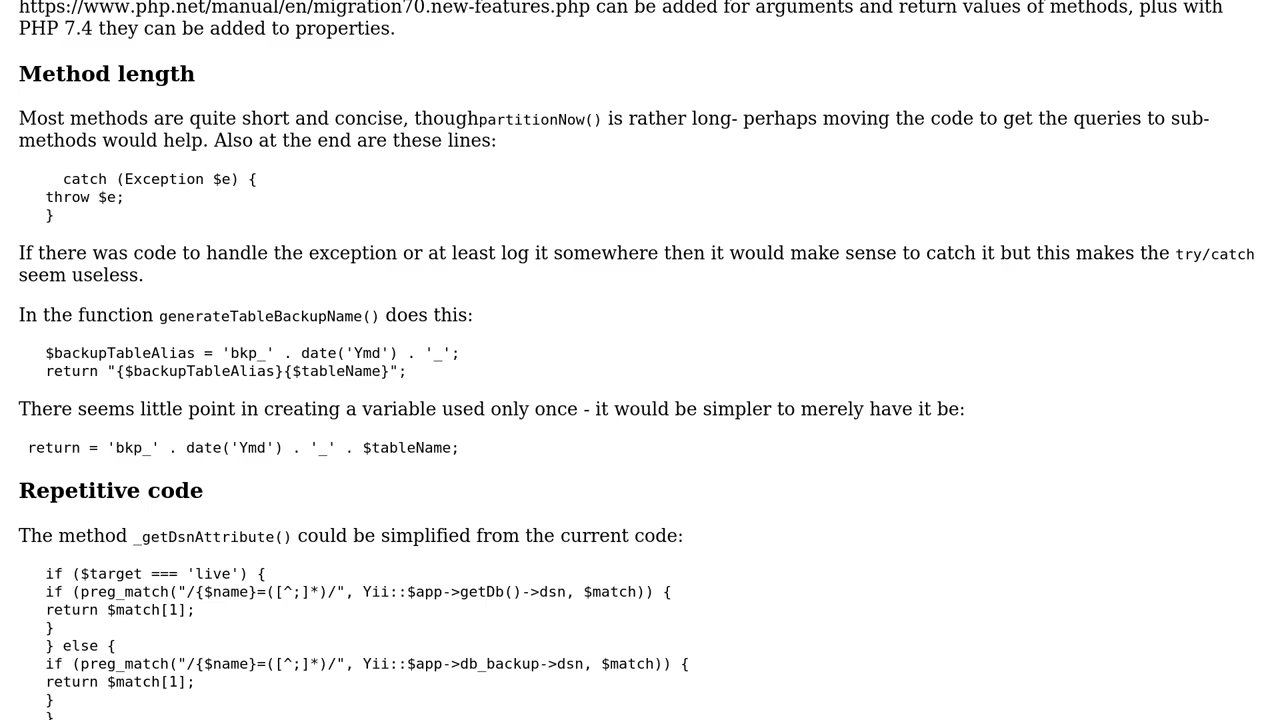 https://www.php.net/manual/en/migration70.new-features.php can be added for arguments and return values of methods, plus with
PHP 7.4 they can be added to properties.
Method length
Most methods are quite short and concise, thoughpartitionNow() is rather long- perhaps moving the code to get the queries to sub-
methods would help. Also at the end are these lines:
catch (Exception $e) {
throw $e;
}
If there was code to handle the exception or at least log it somewhere then it would make sense to catch it but this makes the try/catch
seem useless.
In the function generateTableBackupName() does this:
$backupTableAlias = 'bkp_' . date('Ymd') . '_';
return "{$backupTableAlias}{$tableName}";
There seems little point in creating a variable used only once - it would be simpler to merely have it be:
return = 'bkp_' . date('Ymd') . '_' . $tableName;
Repetitive code
The method _getDsnAttribute() could be simplified from the current code:
if ($target === 'live') {
if (preg_match("/{$name}=([^;]*)/", Yii::$app->getDb()->dsn, $match)) {
return $match[1];
}
} else {
if (preg_match("/{$name}=([^;]*)/", Yii::$app->db_backup->dsn, $match)) {
return $match[1];
}
}